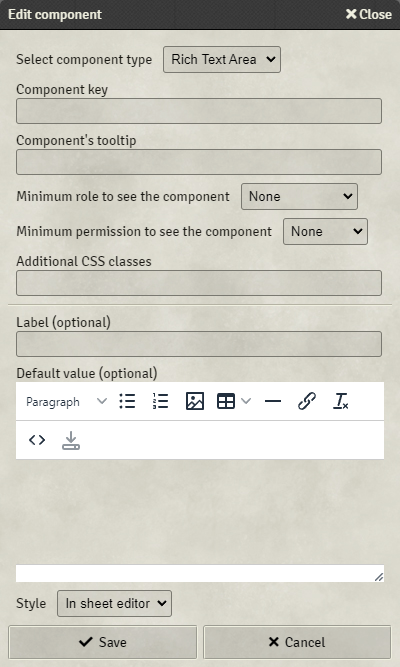 Edit component Close
Select component type Rich Text Area
Component key
Component's tooltip
Minimum role to see the component None
Minimum permission to see the component None
Additional CSS classes
Label (optional)
Default value (optional)
Paragraph
Style In sheet editor
Save Cancel